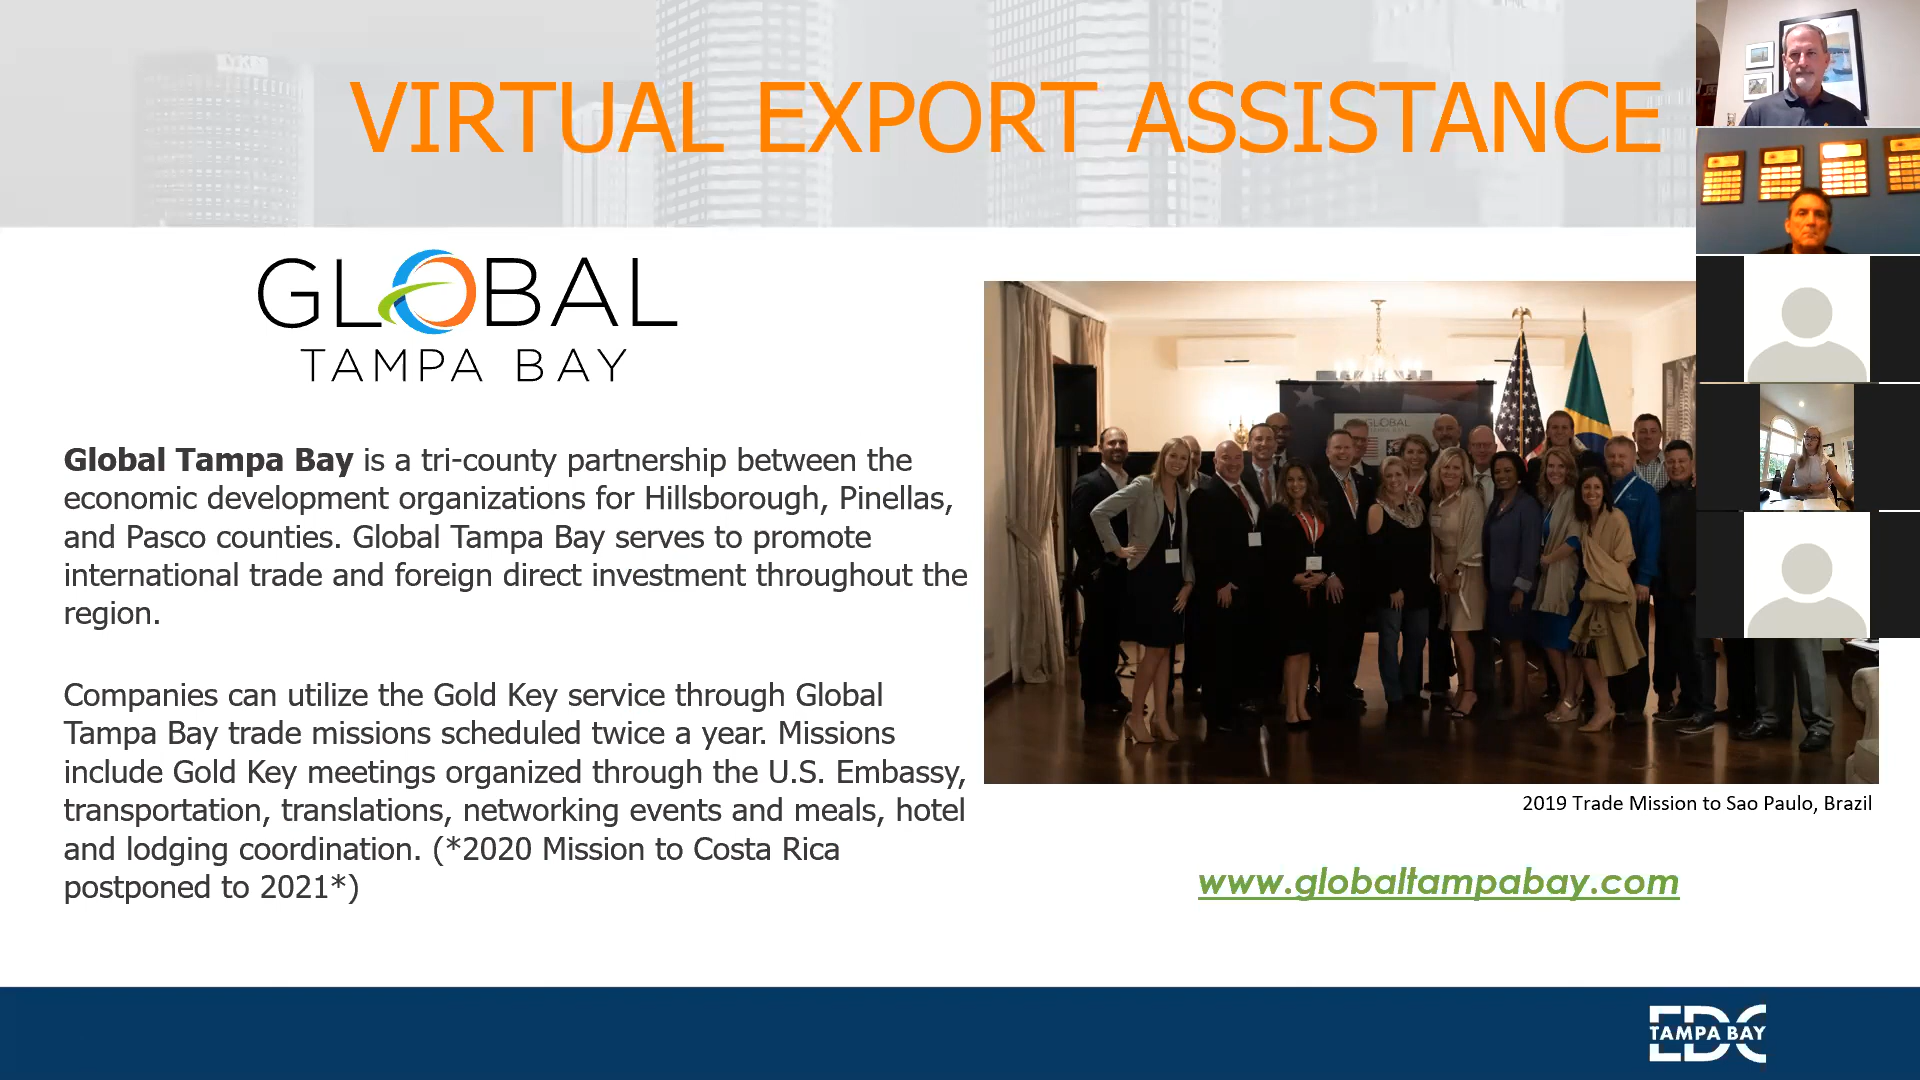 VIRTUAL EXPORT ASSISTANCE
GLOBAL
TAMPA BAY
Global Tampa Bay is a tri-county partnership between the
economic development organizations for Hillsborough, Pinellas,
and Pasco counties. Global Tampa Bay serves to promote
international trade and foreign direct investment throughout the
region.
Companies can utilize the Gold Key service through Global
Tampa Bay trade missions scheduled twice a year. Missions
include Gold Key meetings organized through the U.S. Embassy,
transportation, translations, networking events and meals, hotel
and lodging coordination. (*2020 Mission to Costa Rica
postponed to 2021*)
GLOBAL
TAMPA BAY
2019 Trade Mission to Sao Paulo, Brazil
www.globaltampabay.com
EDC
TAMPA BAY